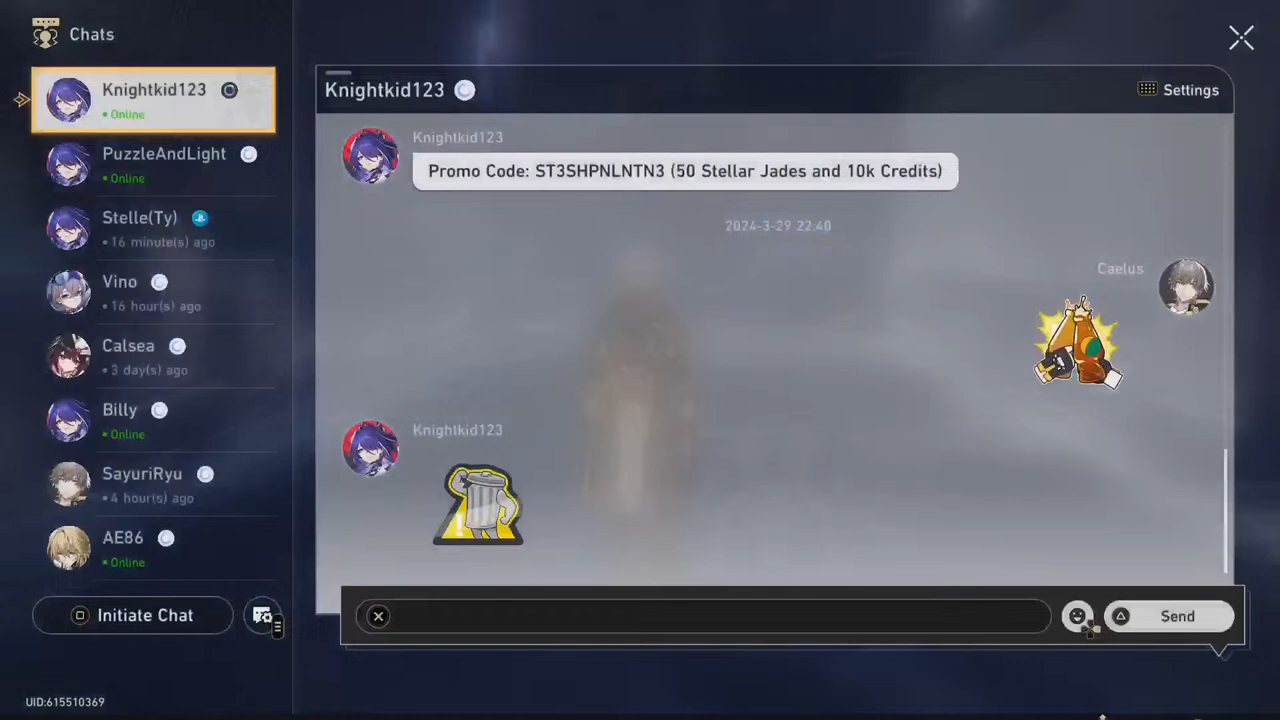 Chats
Knightkid123
• Online
PuzzleAndLight
• Online
Stelle(Ty)
• 16 minute(s) ago
Vino
• 16 hour(s) ago
Calsea
• 3 day(s) ago
Billy
• Online
SayuriRyu
• 4 hour(s) ago
AE86
• Online
Initiate Chat
UID:615510369
Knightkid123
Settings
Knightkid123
Promo Code: ST3SHPNLNTN3 (50 Stellar Jades and 10k Credits)
2024-3-29 22:40
Caelus
Knightkid123
Send